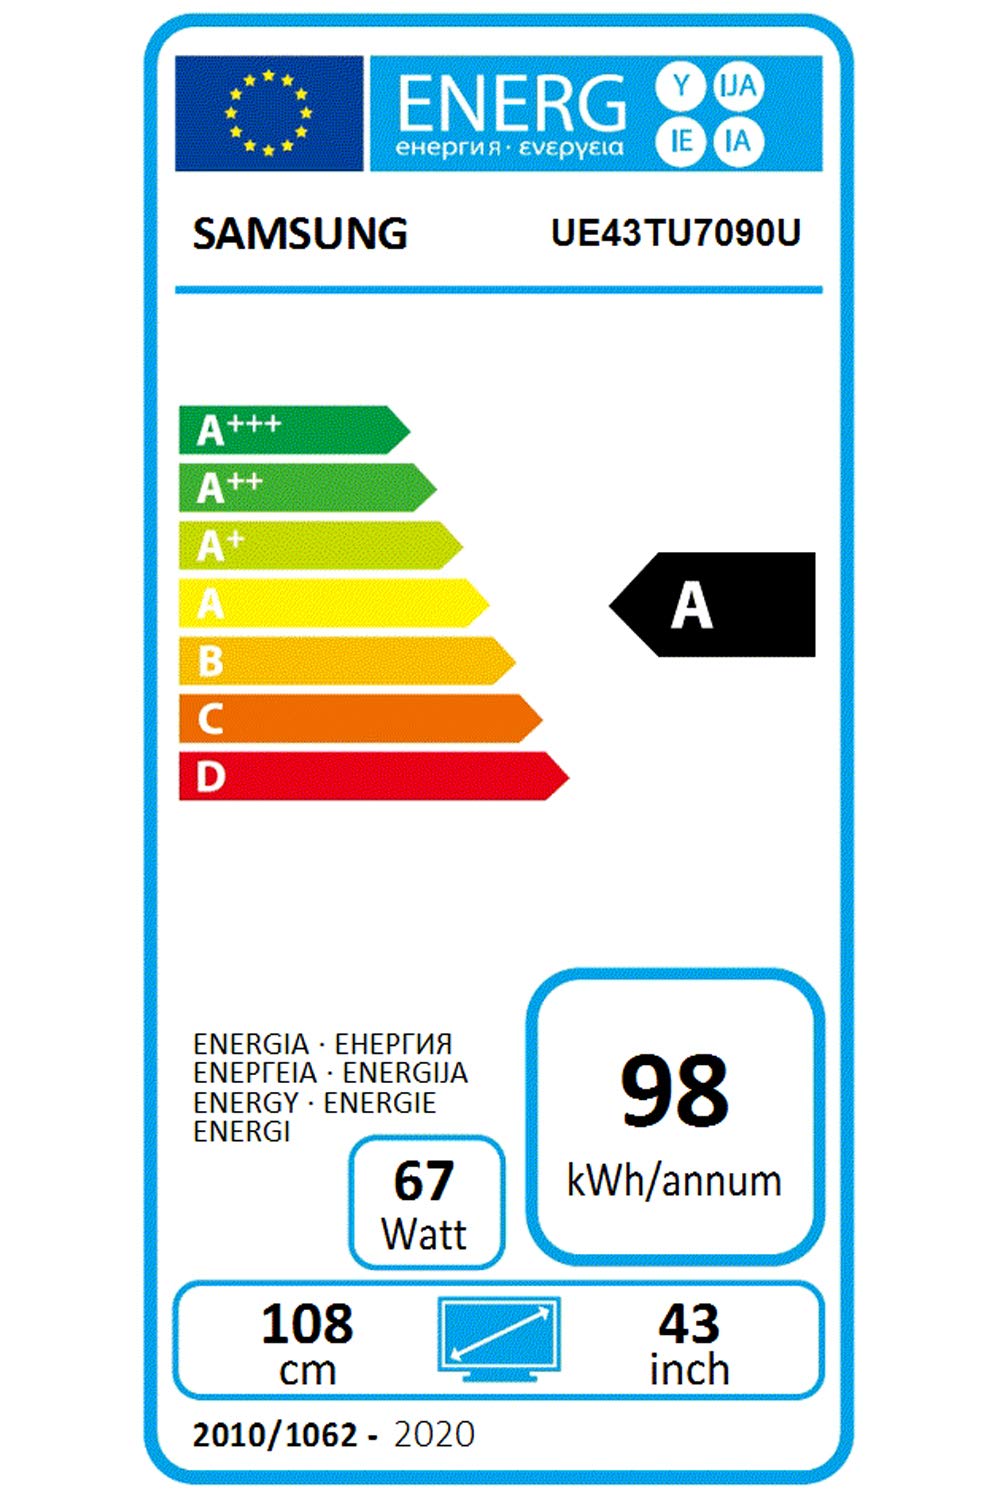 ENERG Y IJA
енергия · ενεργεια IE IA
SAMSUNG UE43TU7090U
A+++
A++
A+
A A
B
C
D
ENERGIA · ЕНЕРГИЯ
ΕΝΕΡΓΕΙΑ · ENERGIJA
ENERGY · ENERGIE
ENERGI
98
kWh/annum
67
Watt
108 43
cm inch
2010/1062 - 2020